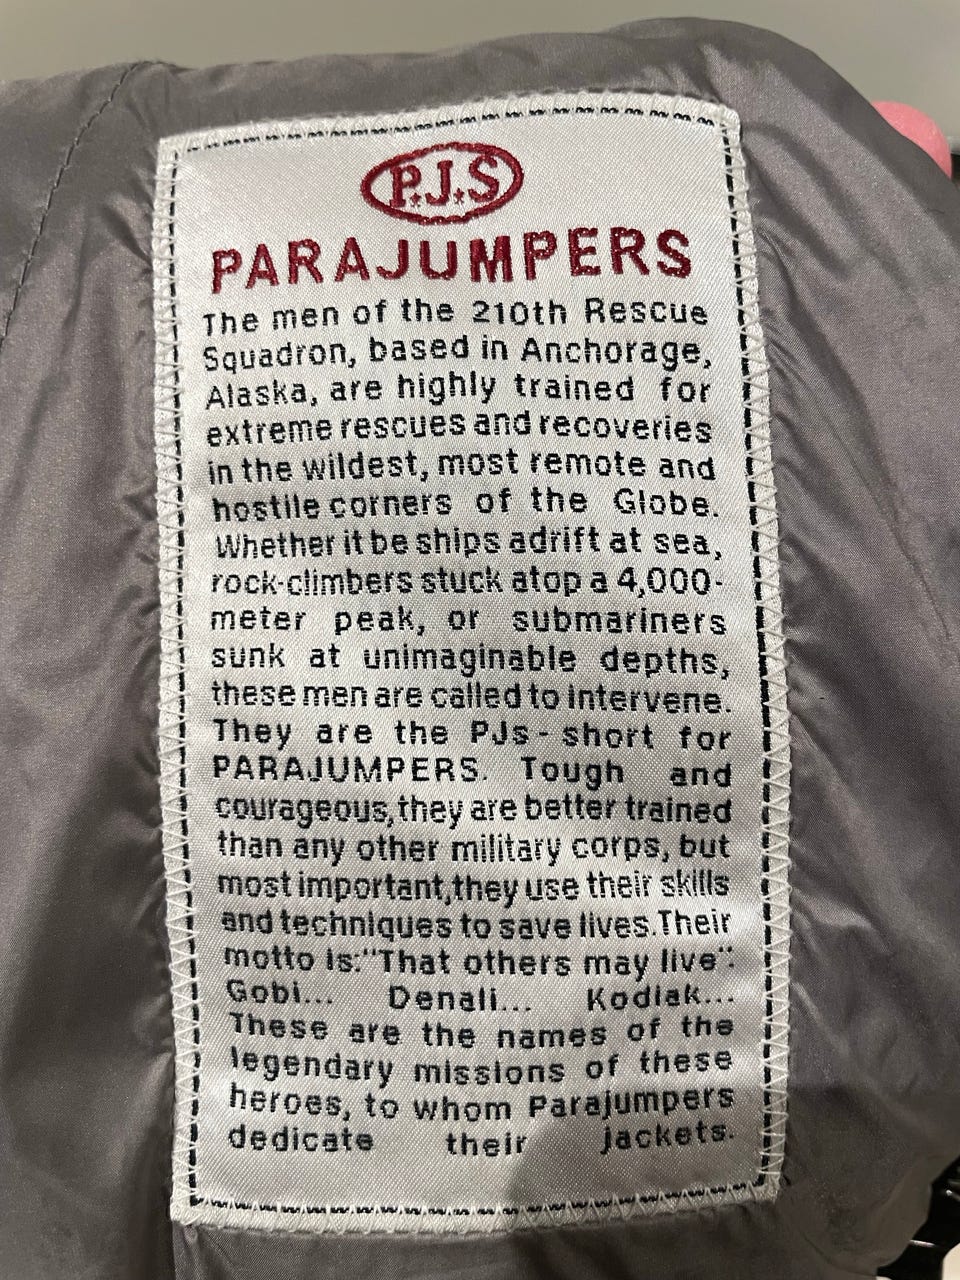 P.J.S
PARAJUMPERS
The men of the 210th Rescue
Squadron, based in Anchorage,
Alaska, are highly trained for
extreme rescues and recoveries
in the wildest, most remote and
hostile corners of the Globe.
Whether it be ships adrift at sea,
rock-climbers stuck atop a 4,000-
meter peak, or submariners
sunk at unimaginable depths,
these men are called to intervene.
They are the PJs - short for
PARAJUMPERS. Tough and
courageous,they are better trained
than any other military corps, but
most important,they use their skills
and techniques to save lives.Their
motto is:"That others may live":
Gobi... Denali... Kodiak...
These are the names of the
legendary missions of these
heroes, to whom Parajumpers
dedicate their jackets.